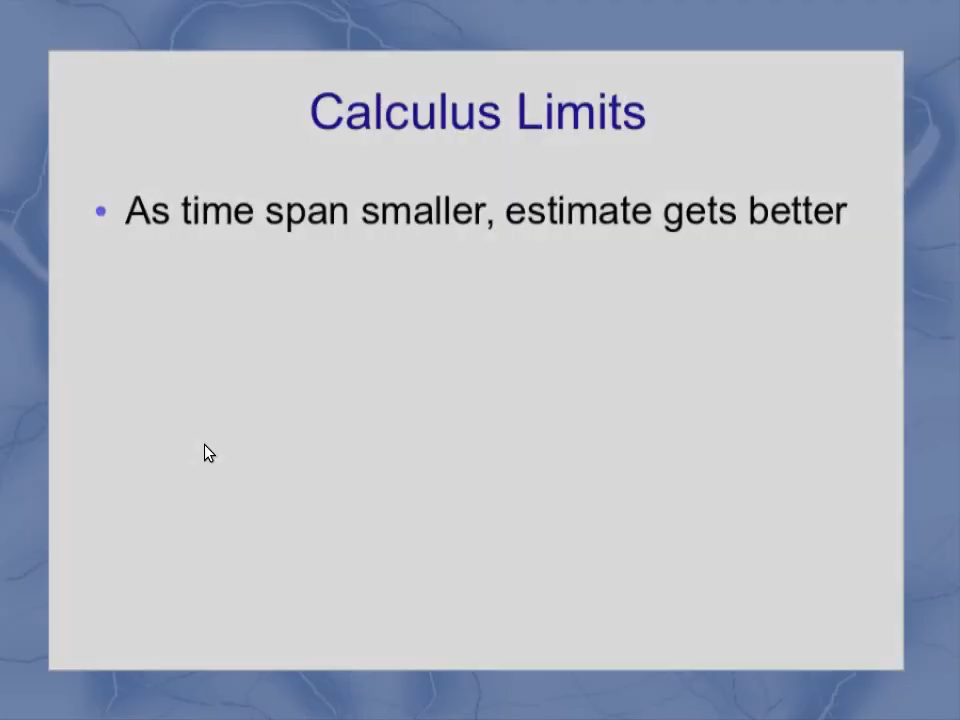 Calculus Limits
• As time span smaller, estimate gets better